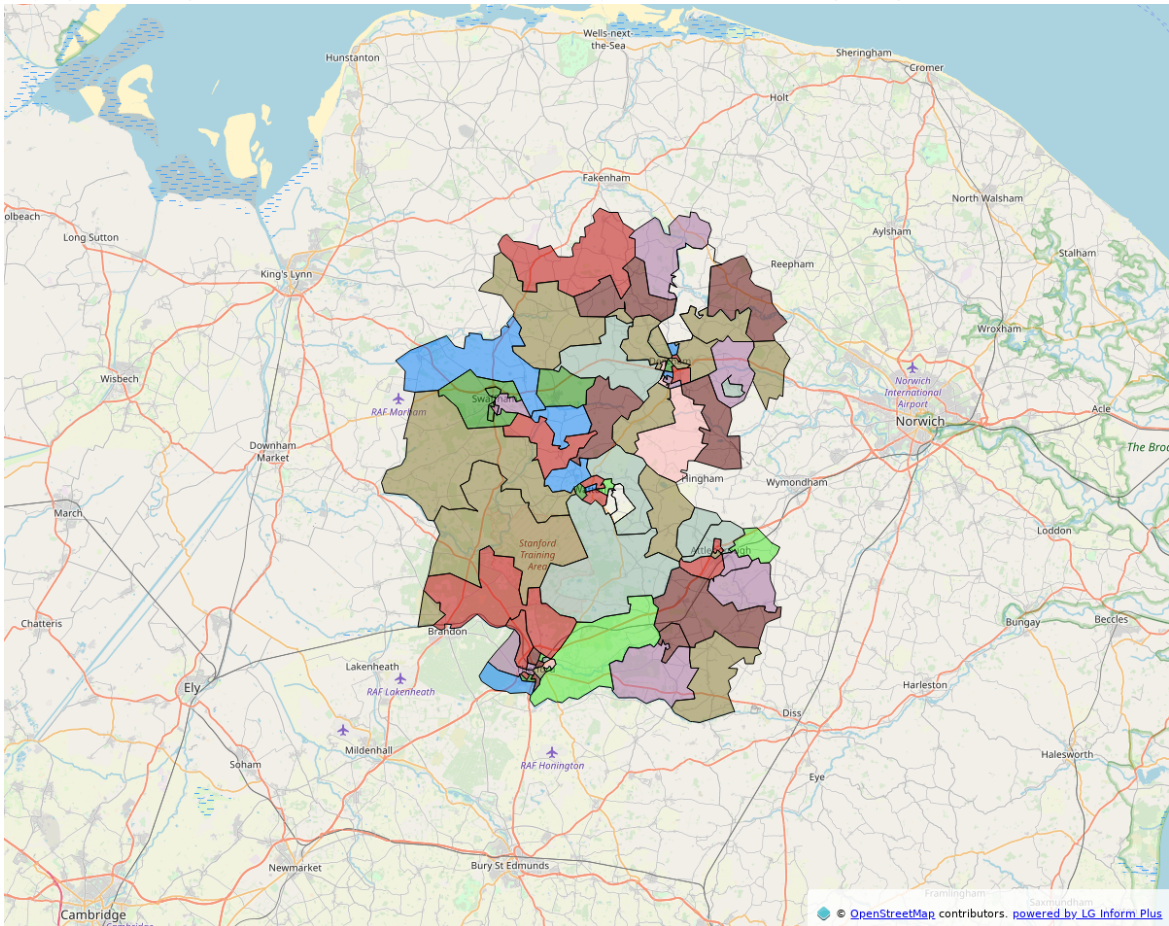 Wells-next-
the-Sea
Hunstanton
Sheringham
Cromer
Holt
Fakenham
North Walsham
olbeach
Long Sutton
Aylsham
Stalham
King's Lynn
Reepham
Wroxham
Wisbech
Norwich
International
Airport
RAF Marham
Acle
Norwich
Downham
Market
The Broa
Hingham
Wymondham
March
Loddon
Stanford
Training
Area
Chatteris
Brandon
Bungay
Beccles
Lakenheath
RAF Lakenheath
Ely
Harleston
Diss
Mildenhall
RAF Honington
Soham
Halesworth
Eye
Newmarket
Bury St Edmunds
Framlingham
Saxmundham
Cambridge
© OpenStreetMap contributors. powered by LG Inform Plus